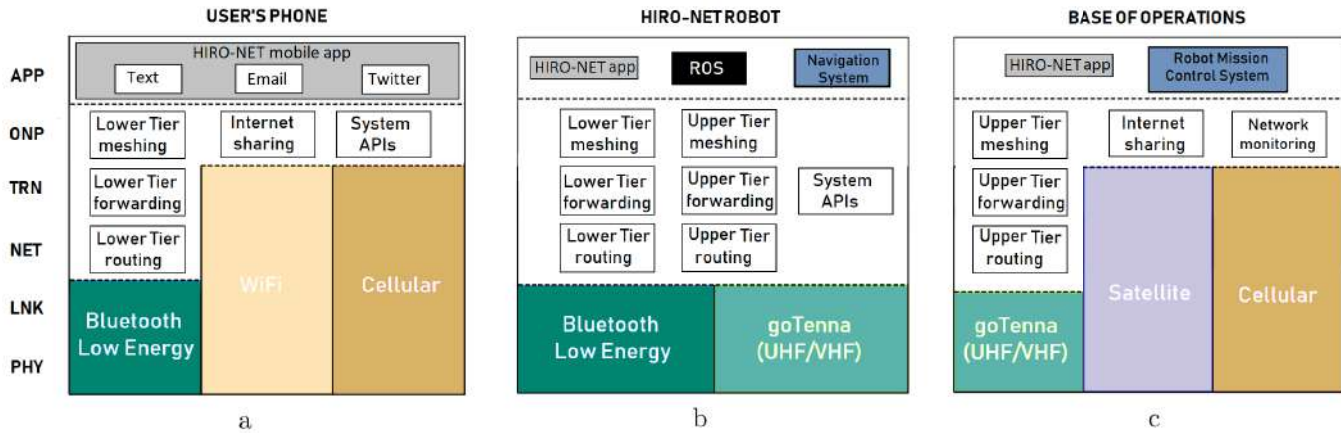 USER'S PHONE
HIRO-NET ROBOT
BASE OF OPERATIONS
APP
ONP
TRN
NET
LNK
PHY
HIRO-NET mobile app
Text
Email
Twitter
Lower Tier
meshing
Internet
sharing
System
APIs
Lower Tier
forwarding
Lower Tier
routing
WiFi
Cellular
Bluetooth
Low Energy
a
HIRO-NET app
ROS
Navigation
System
Lower Tier
meshing
Upper Tier
meshing
Lower Tier
forwarding
Upper Tier
forwarding
System
APIs
Lower Tier
routing
Upper Tier
routing
Bluetooth
Low Energy
goTenna
(UHF/VHF)
b
HIRO-NET app
Robot Mission
Control System
Upper Tier
meshing
Internet
sharing
Network
monitoring
Upper Tier
forwarding
Upper Tier
routing
Satellite
Cellular
goTenna
(UHF/VHF)
c